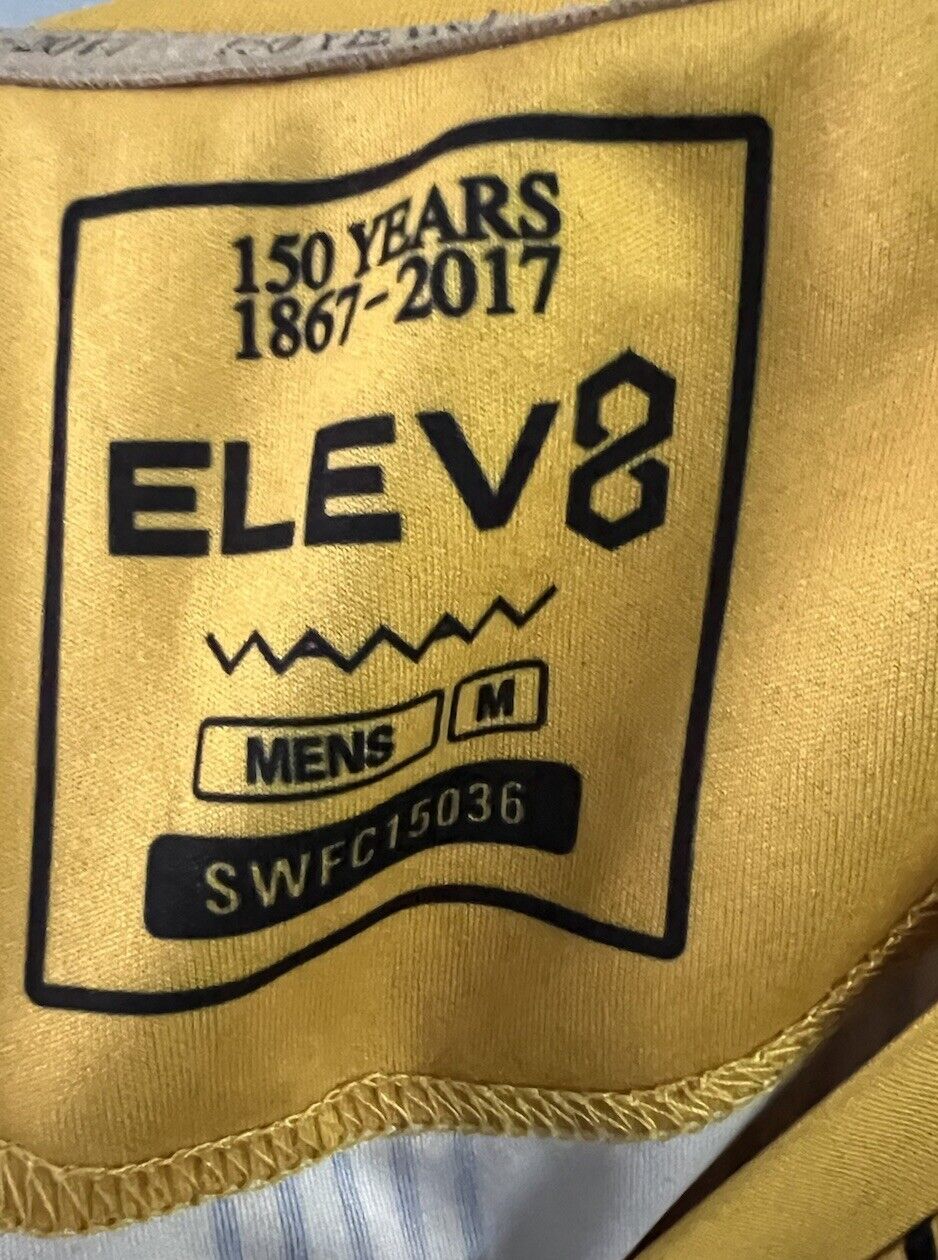 150 YEARS
1867-2017
ELEV8
MENS M
SWFC15036